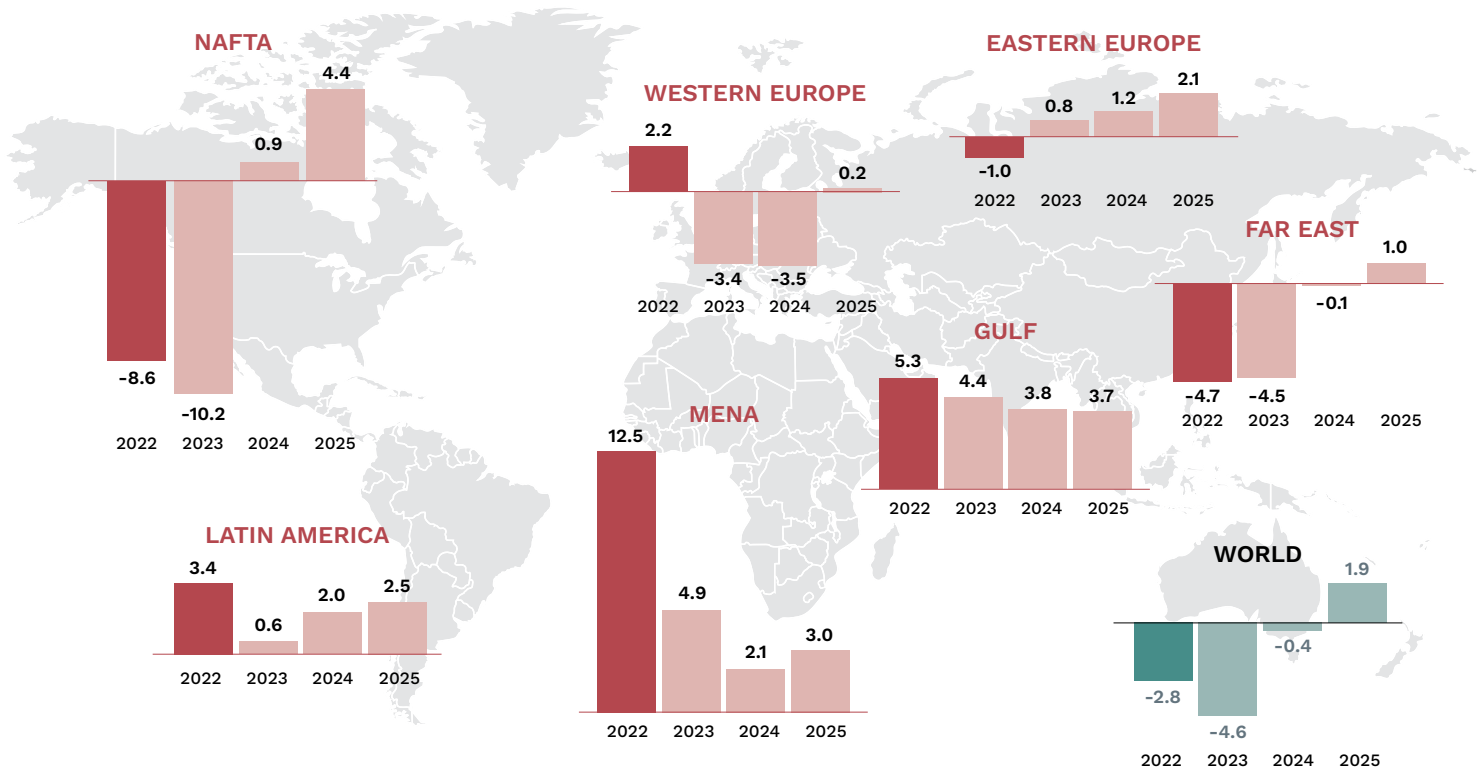 NAFTA
4.4
0.9
-8.6
-10.2
2022 2023 2024 2025
WESTERN EUROPE
2.2
0.2
-3.4 -3.5
2022 2023 2024 2025
EASTERN EUROPE
2.1
1.2
0.8
-1.0
2022 2023 2024 2025
FAR EAST
1.0
-0.1
-4.7 -4.5
2022 2023 2024 2025
GULF
5.3
4.4
3.8 3.7
2022 2023 2024 2025
MENA
12.5
4.9
2.1
3.0
2022 2023 2024 2025
LATIN AMERICA
3.4
0.6
2.0
2.5
2022 2023 2024 2025
WORLD
1.9
-0.4
-2.8
-4.6
2022 2023 2024 2025